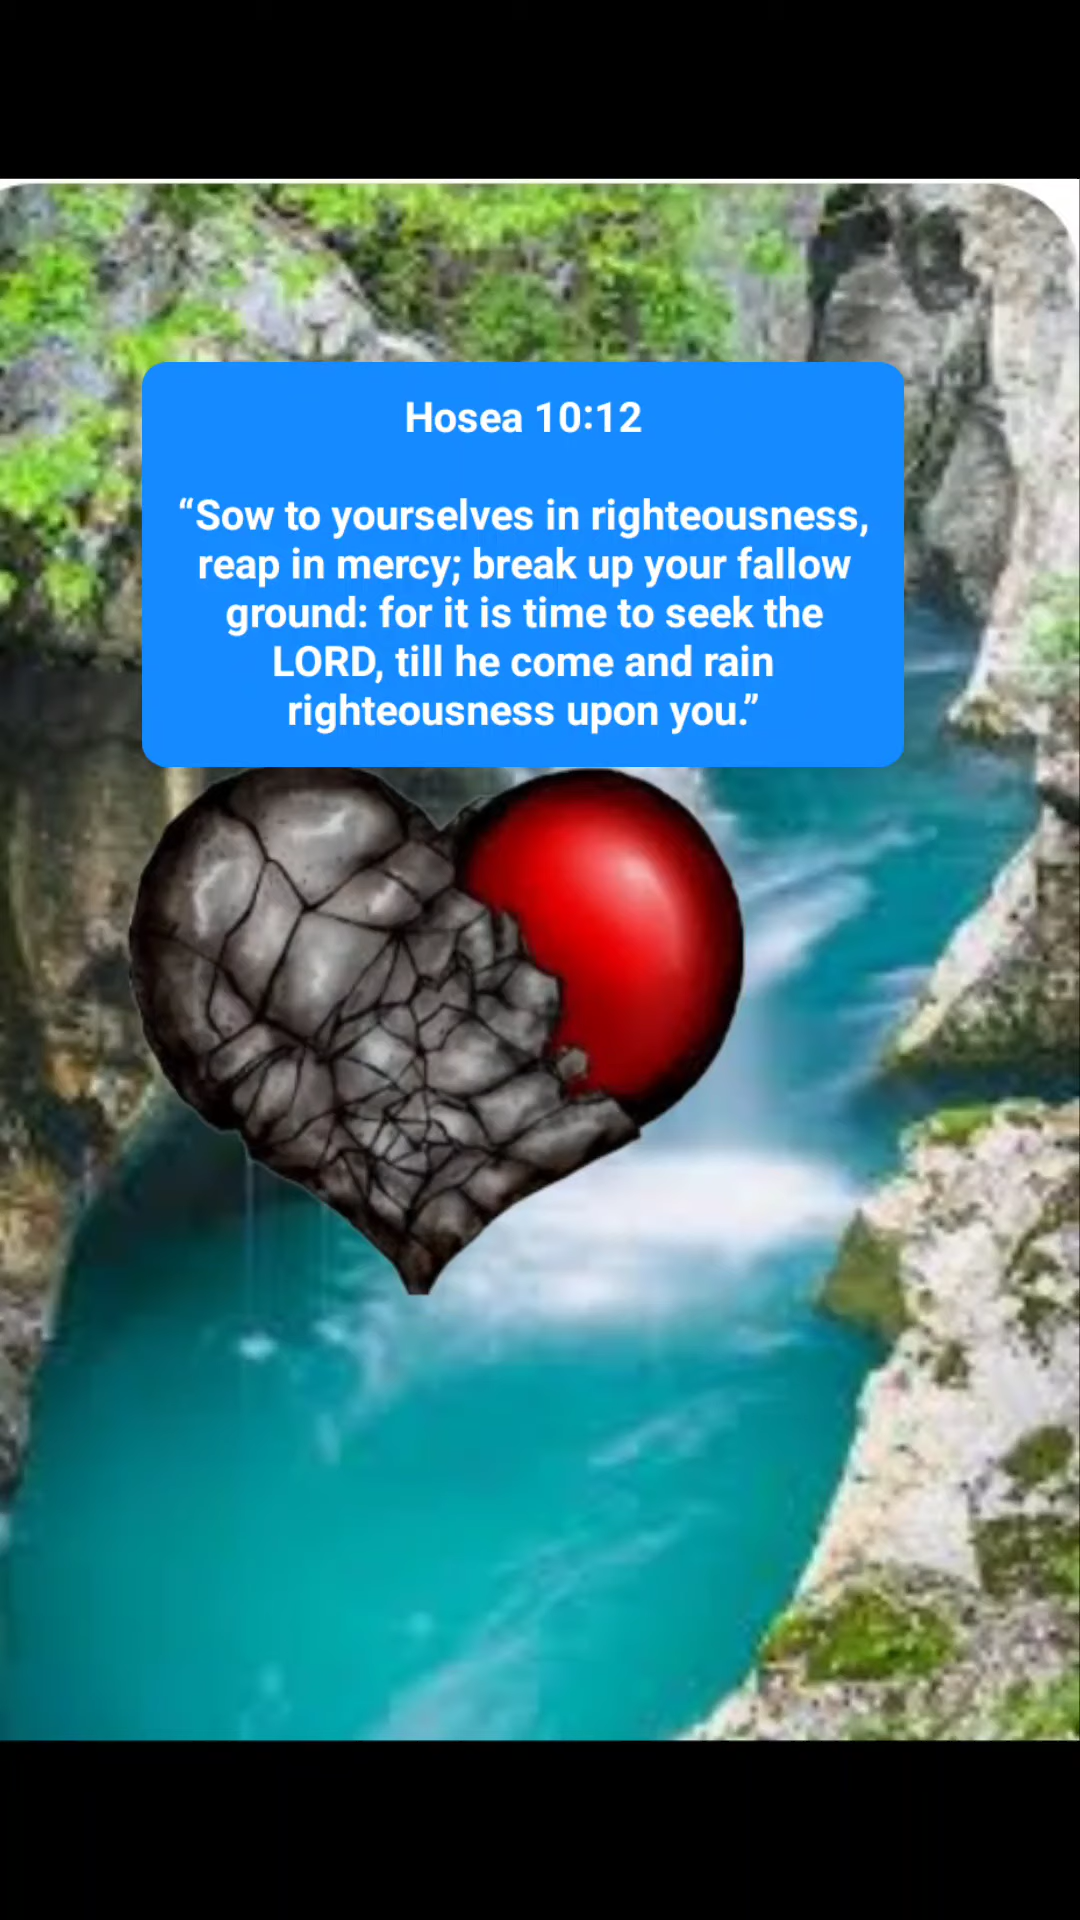 Hosea 10:12
“Sow to yourselves in righteousness,
reap in mercy; break up your fallow
ground: for it is time to seek the
LORD, till he come and rain
righteousness upon you.”